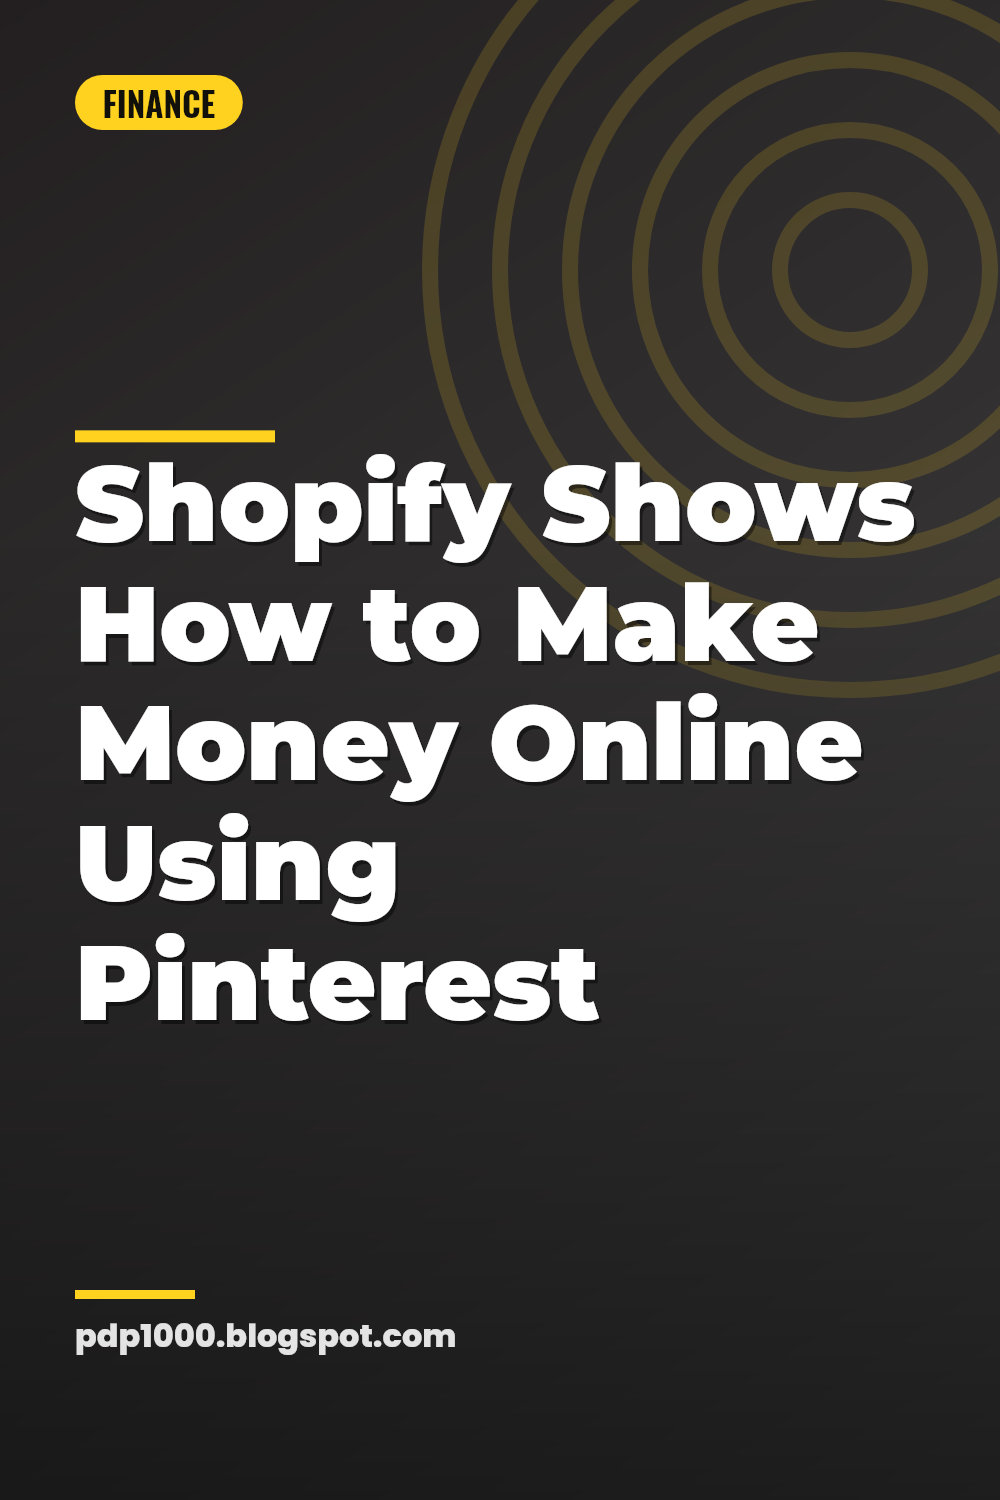 FINANCE
Shopify Shows
How to Make
Money Online
Using
Pinterest
pdp1000.blogspot.com